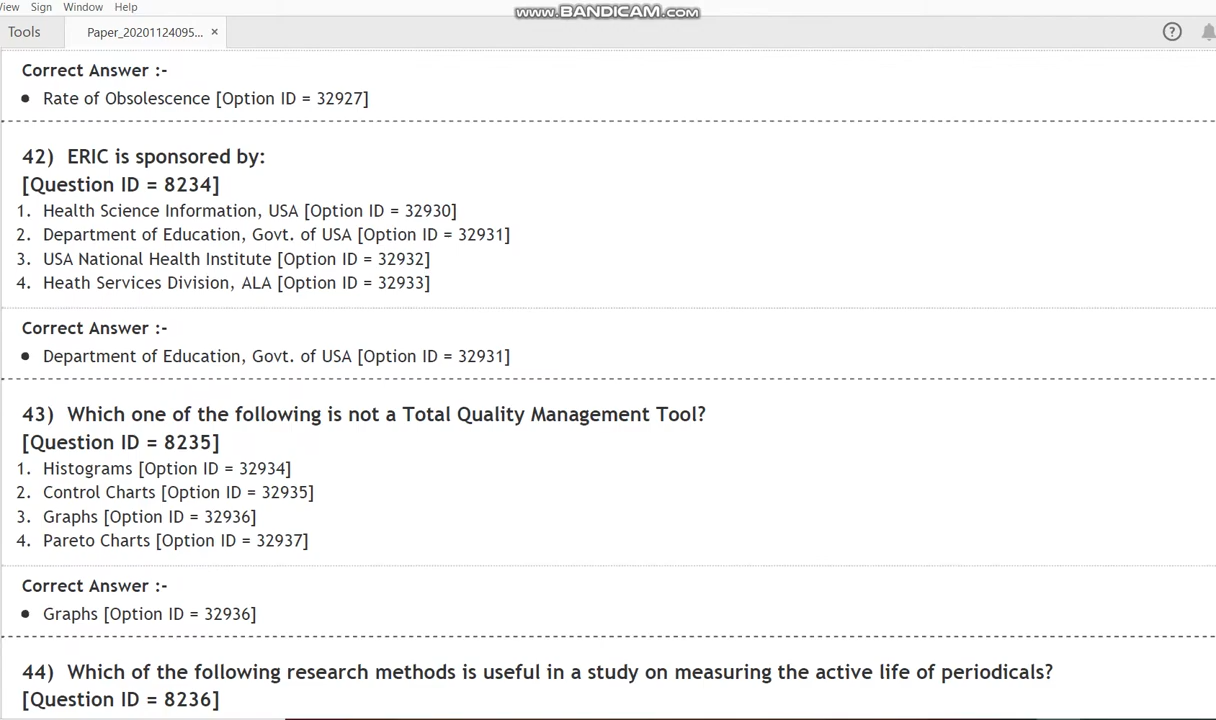 View Sign Window Help
www.BANDICAM.com
Tools Paper_20201124095... ×
?
Correct Answer :-
• Rate of Obsolescence [Option ID = 32927]
42) ERIC is sponsored by:
[Question ID = 8234]
1. Health Science Information, USA [Option ID = 32930]
2. Department of Education, Govt. of USA [Option ID = 32931]
3. USA National Health Institute [Option ID = 32932]
4. Heath Services Division, ALA [Option ID = 32933]
Correct Answer :-
• Department of Education, Govt. of USA [Option ID = 32931]
43) Which one of the following is not a Total Quality Management Tool?
[Question ID = 8235]
1. Histograms [Option ID = 32934]
2. Control Charts [Option ID = 32935]
3. Graphs [Option ID = 32936]
4. Pareto Charts [Option ID = 32937]
Correct Answer :-
• Graphs [Option ID = 32936]
44) Which of the following research methods is useful in a study on measuring the active life of periodicals?
[Question ID = 8236]